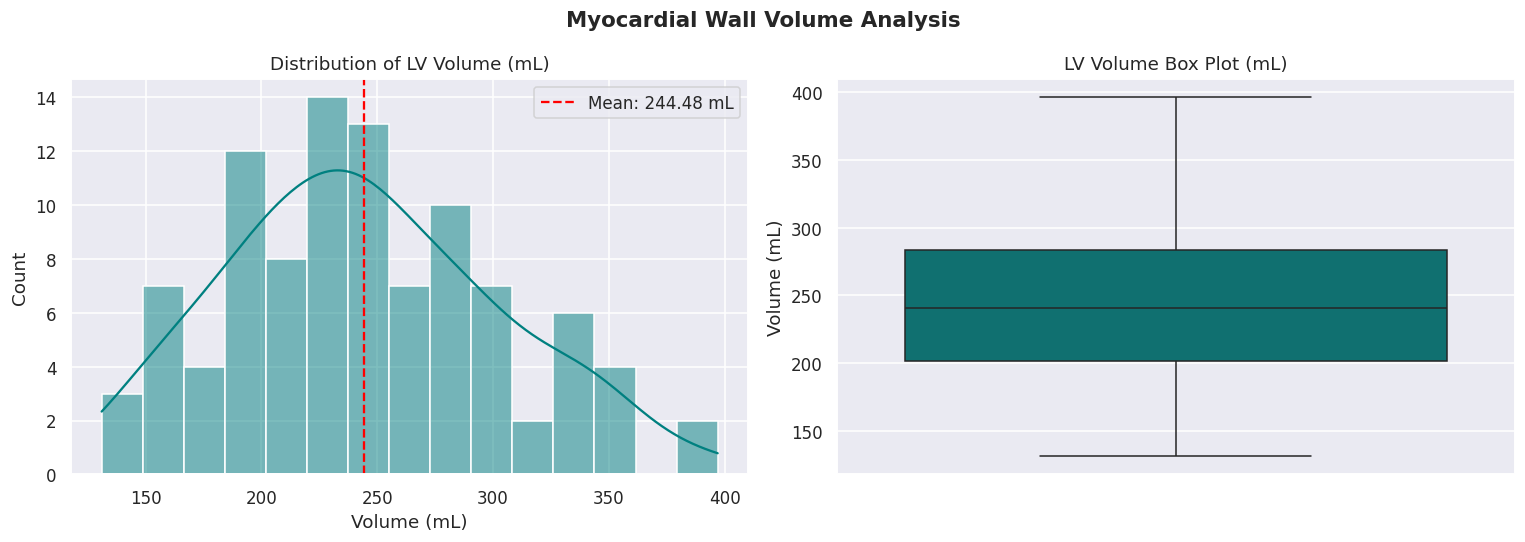 Myocardial Wall Volume Analysis
Distribution of LV Volume (mL)
Mean: 244.48 mL
14
12
10
8
6
4
2
0
Count
150
200
250
300
350
400
Volume (mL)
LV Volume Box Plot (mL)
400
350
300
250
200
150
Volume (mL)